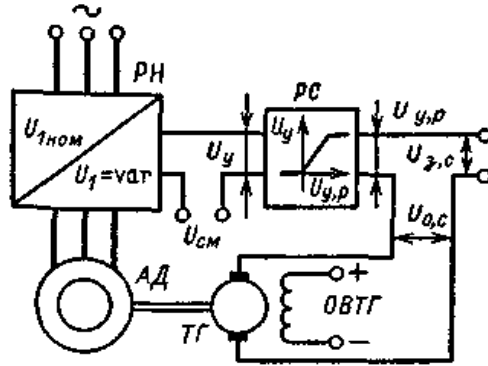 ~
РН
U₁ном
U₁=var
Uу
Uсм
РС
Uу
Uу,р
Uу,р
Uз,с
Uо,с
АД
ТГ
ОВТГ
+
−